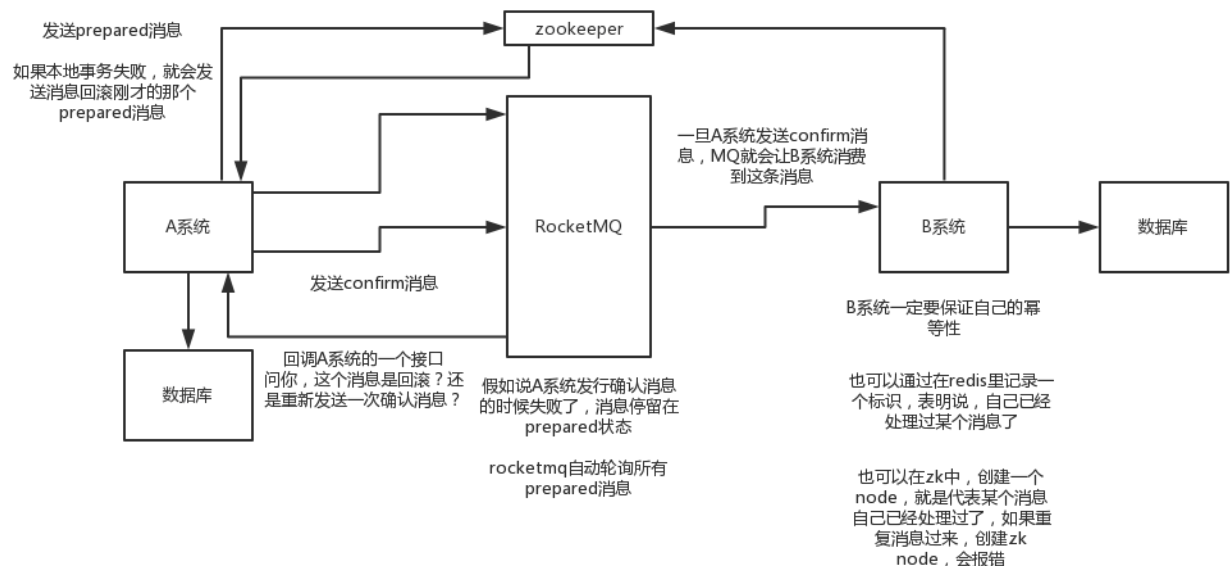 发送prepared消息
如果本地事务失败，就会发
送消息回滚刚才的那个
prepared消息
zookeeper
一旦A系统发送confirm消
息，MQ就会让B系统消费
到这条消息
A系统
RocketMQ
B系统
数据库
发送confirm消息
数据库
回调A系统的一个接口
问你，这个消息是回滚？还
是重新发送一次确认消息？
假如说A系统发行确认消息
的时候失败了，消息停留在
prepared状态
rocketmq自动轮询所有
prepared消息
B系统一定要保证自己的幂
等性
也可以通过在redis里记录一
个标识，表明说，自己已经
处理过某个消息了
也可以在zk中，创建一个
node，就是代表某个消息
自己已经处理过了，如果重
复消息过来，创建zk
node，会报错